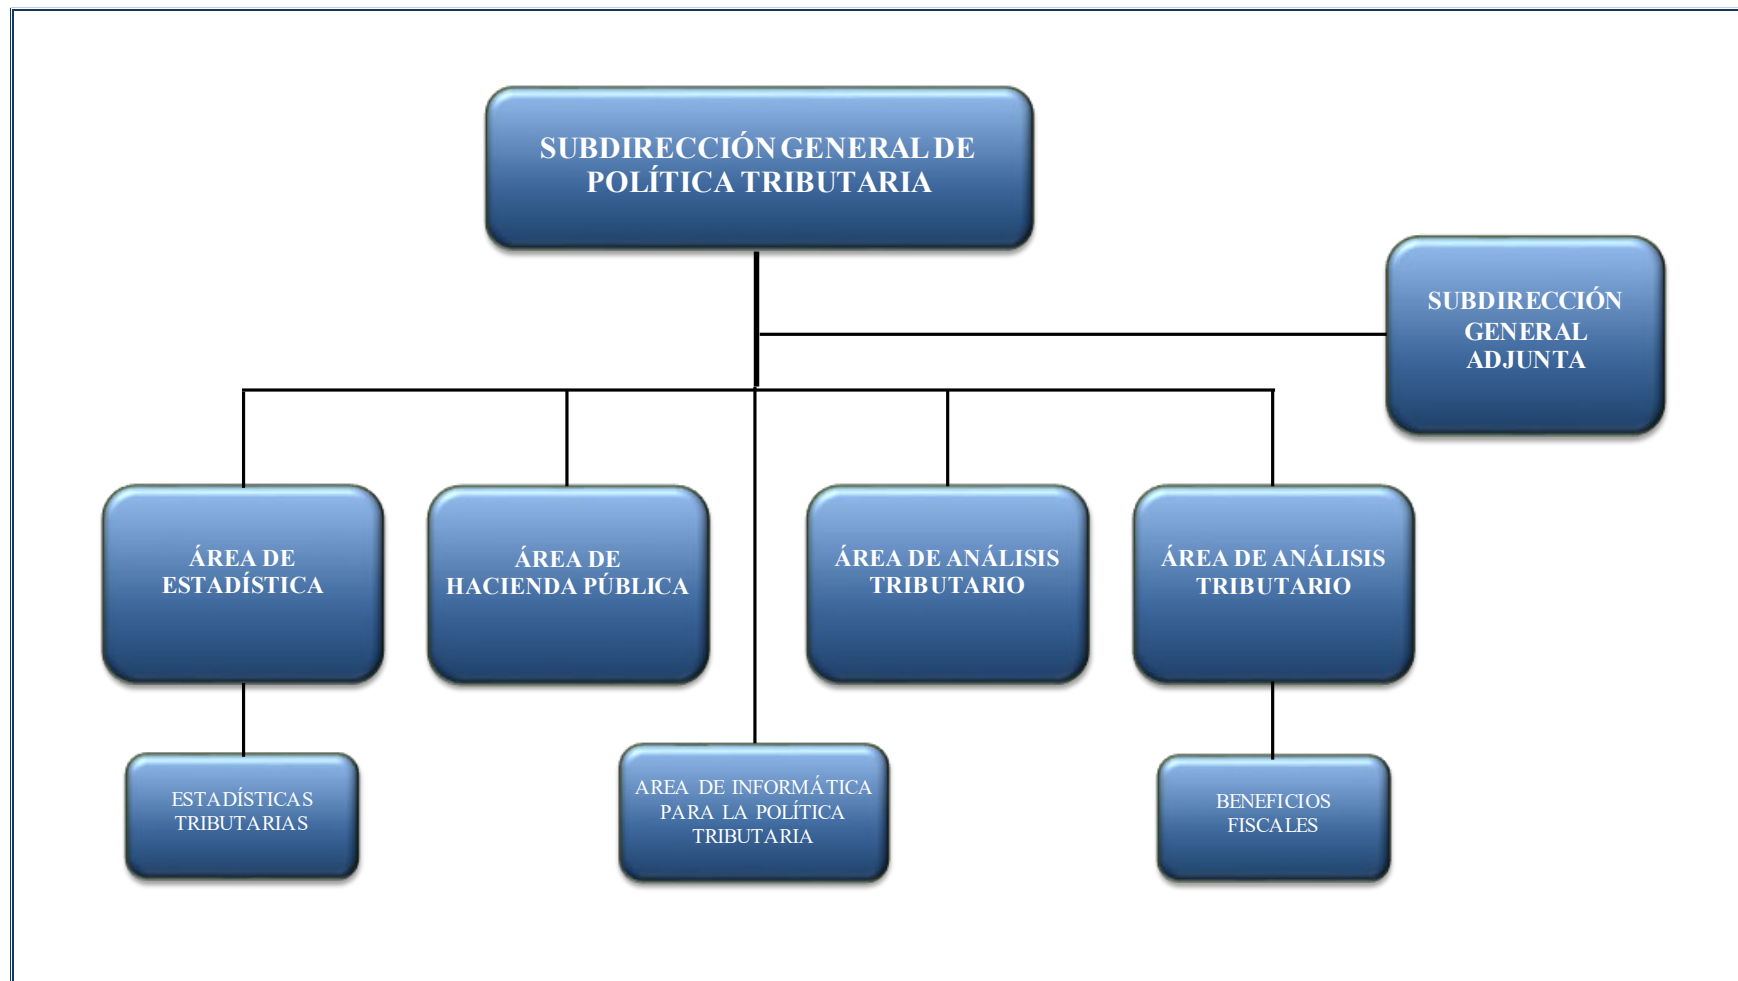 SUBDIRECCIÓN GENERAL DE
POLÍTICA TRIBUTARIA
SUBDIRECCIÓN
GENERAL
ADJUNTA
ÁREA DE
ESTADÍSTICA
ÁREA DE
HACIENDA PÚBLICA
ÁREA DE ANÁLISIS
TRIBUTARIO
ÁREA DE ANÁLISIS
TRIBUTARIO
ESTADÍSTICAS
TRIBUTARIAS
AREA DE INFORMÁTICA
PARA LA POLÍTICA
TRIBUTARIA
BENEFICIOS
FISCALES